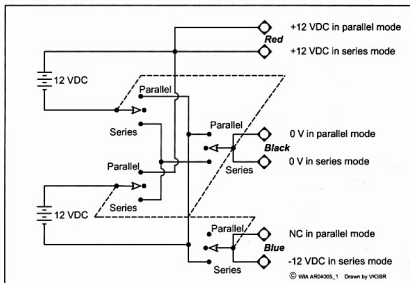 +12 VDC in parallel mode
Red
+12 VDC in series mode
12 VDC
Parallel
Series
Parallel
0 V in parallel mode
Black
0 V in series mode
Series
Parallel
Series
12 VDC
Parallel
NC in parallel mode
Blue
-12 VDC in series mode
Series
© WIA AR04005_1 Drawn by VK3BR